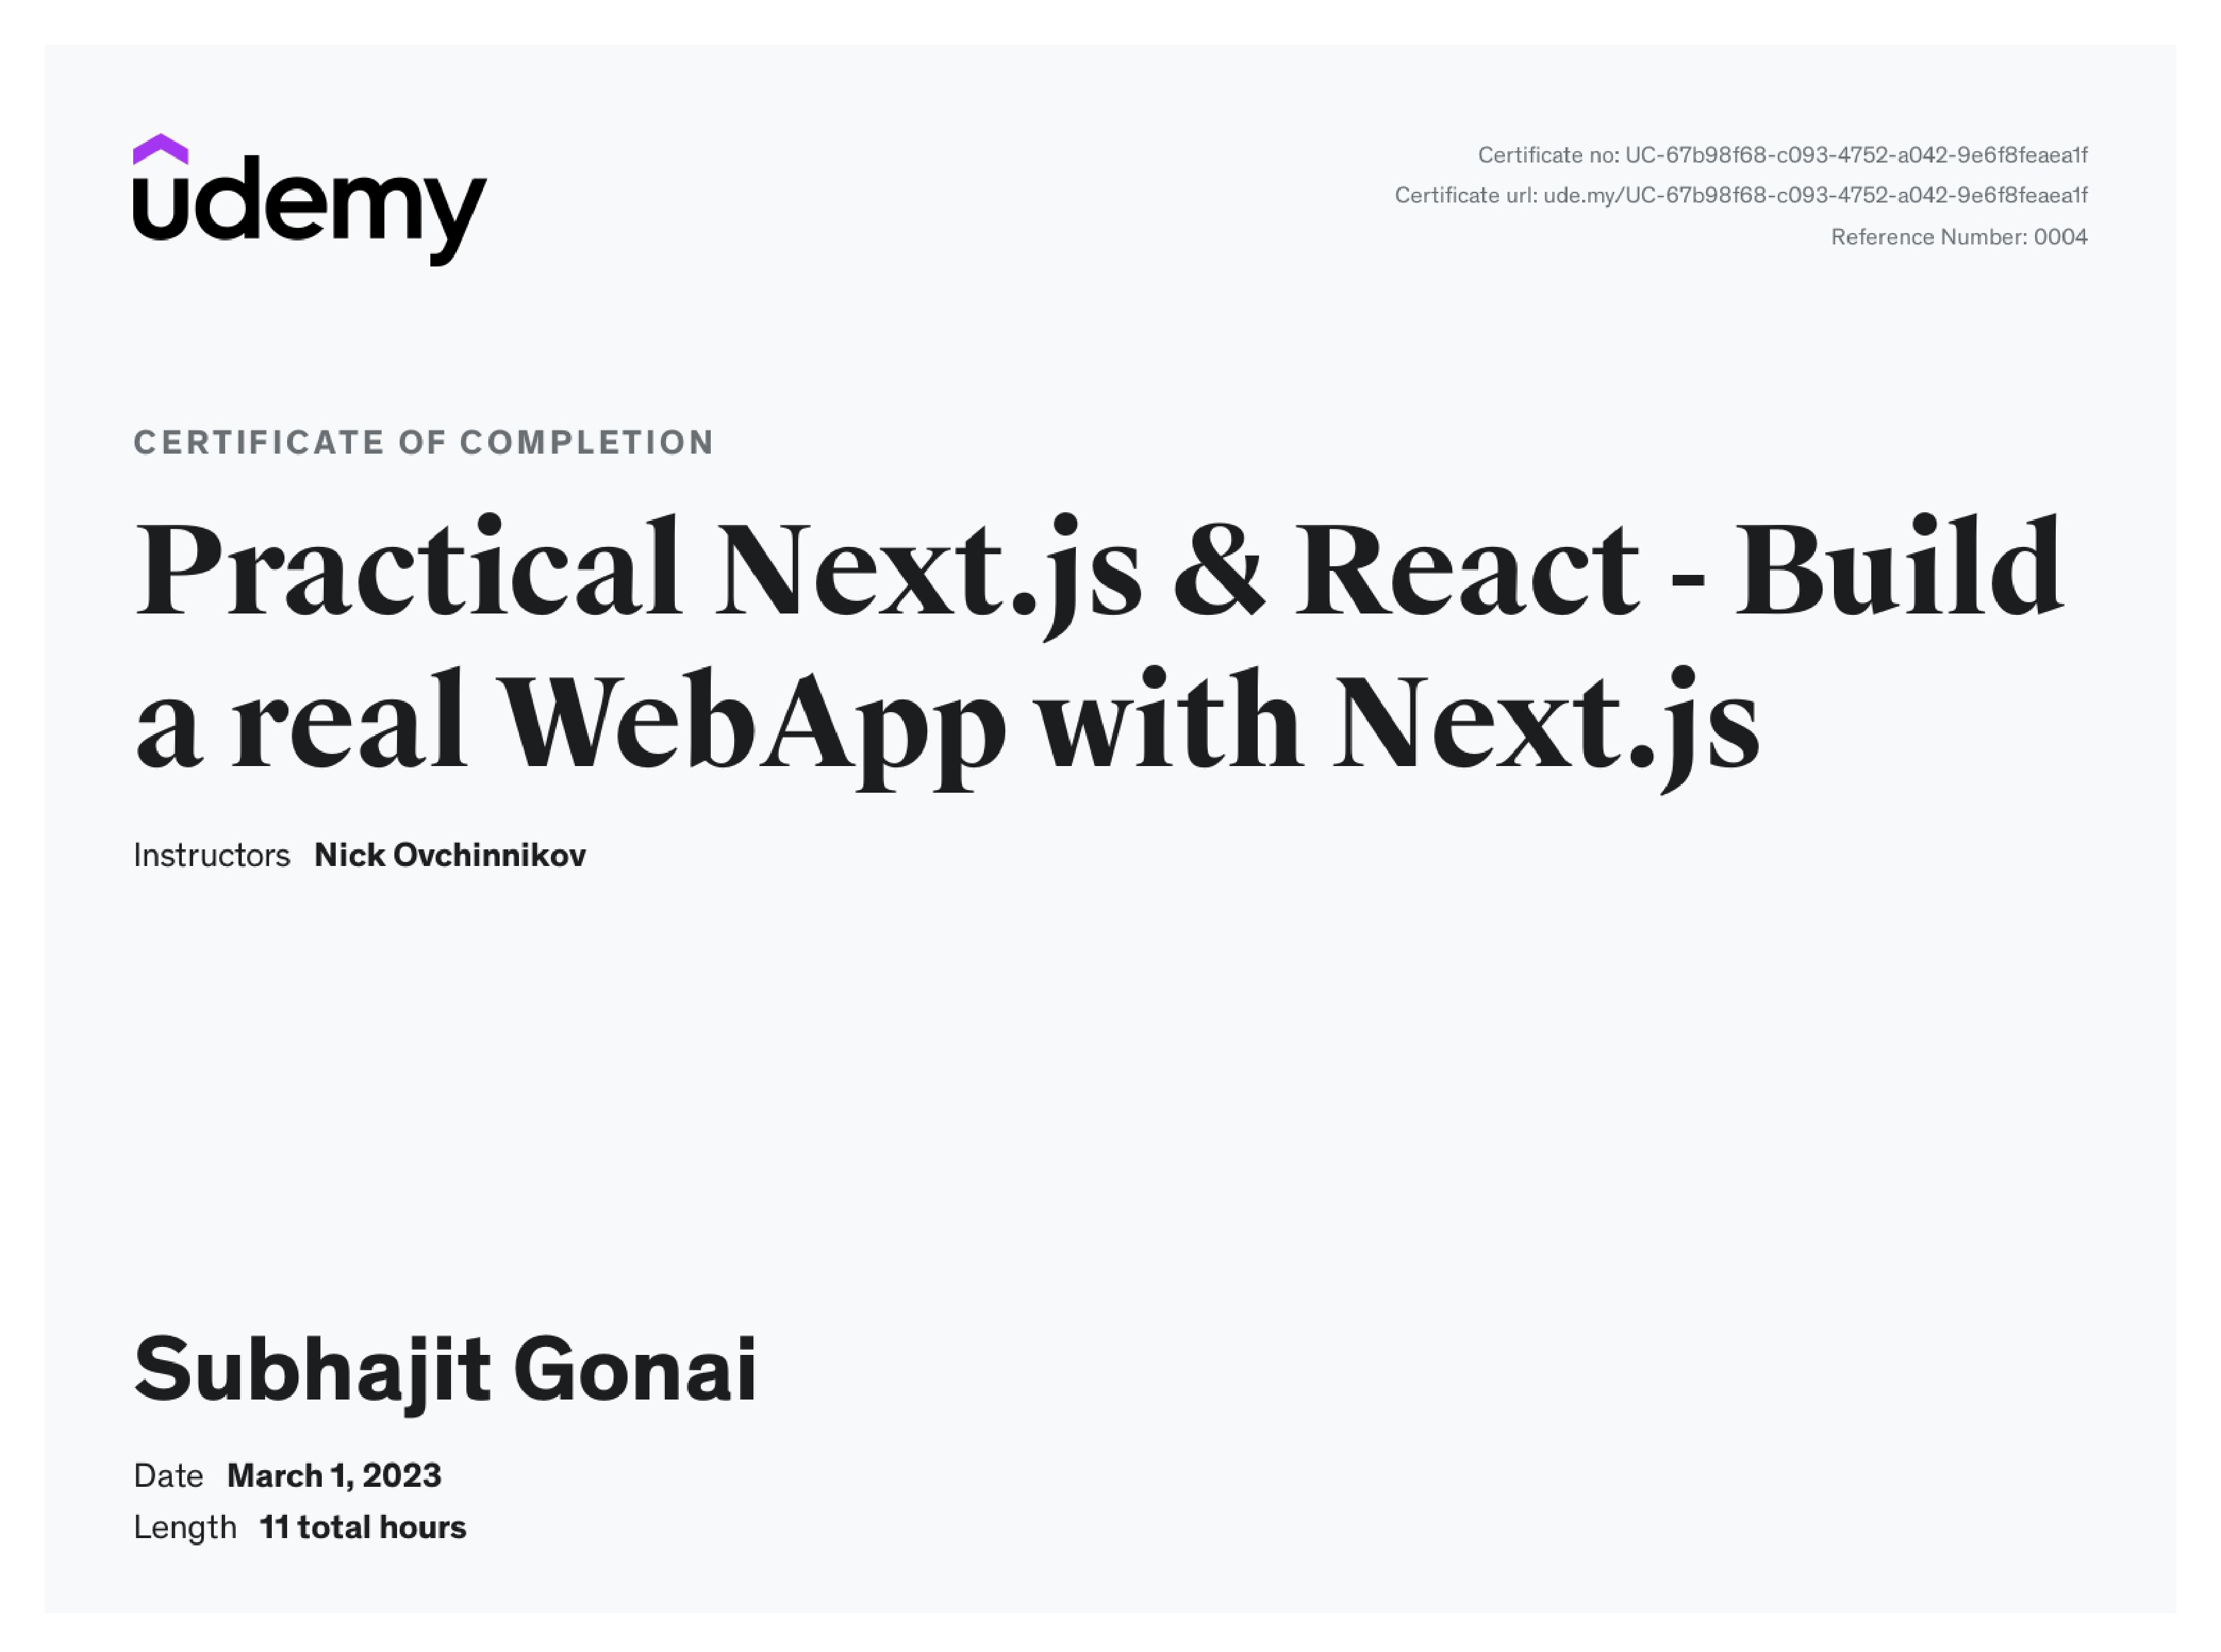 udemy
Certificate no: UC-67b98f68-c093-4752-a042-9e6f8feaea1f
Certificate url: ude.my/UC-67b98f68-c093-4752-a042-9e6f8feaea1f
Reference Number: 0004
CERTIFICATE OF COMPLETION
Practical Next.js & React - Build
a real WebApp with Next.js
Instructors Nick Ovchinnikov
Subhajit Gonai
Date March 1, 2023
Length 11 total hours